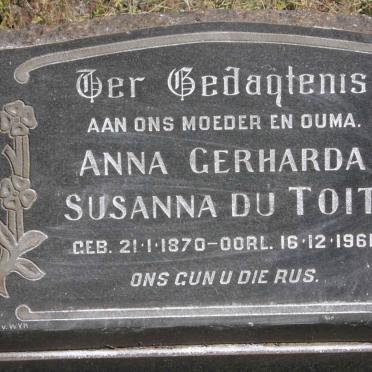 Ter Gedagtenis
AAN ONS MOEDER EN OUMA.
ANNA GERHARDA
SUSANNA DU TOIT
GEB. 21·1·1870–OORL. 16·12·1961
ONS GUN U DIE RUS.